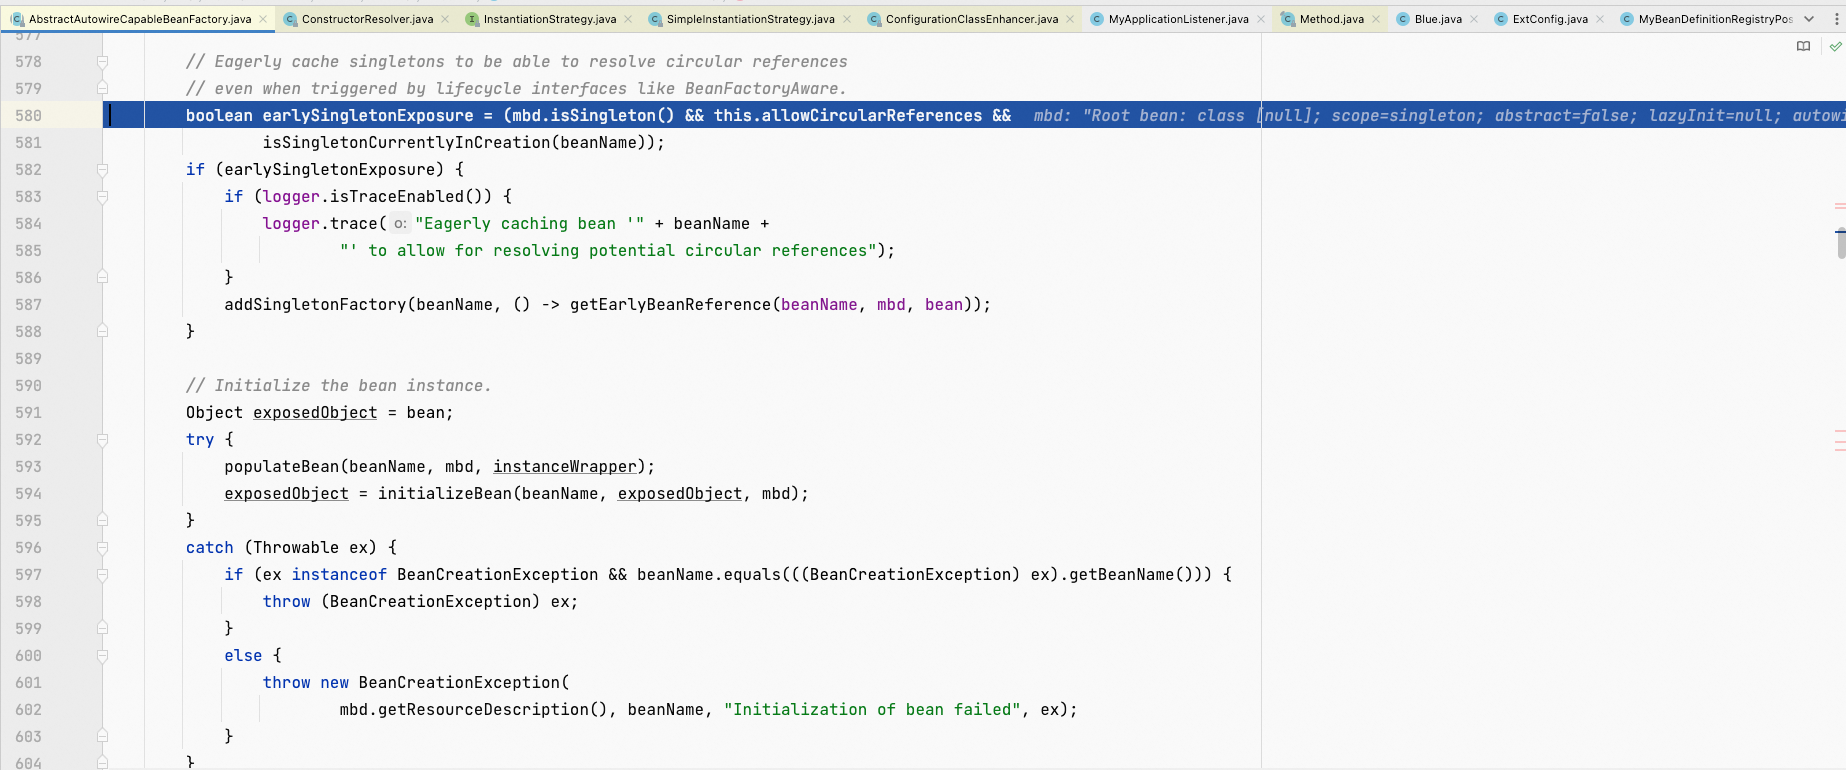 AbstractAutowireCapableBeanFactory.java ConstructorResolver.java InstantiationStrategy.java SimpleInstantiationStrategy.java ConfigurationClassEnhancer.java MyApplicationListener.java Method.java Blue.java ExtConfig.java MyBeanDefinitionRegistryPos
577
578 // Eagerly cache singletons to be able to resolve circular references
579 // even when triggered by lifecycle interfaces like BeanFactoryAware.
580 boolean earlySingletonExposure = (mbd.isSingleton() && this.allowCircularReferences && mbd: "Root bean: class [null]; scope=singleton; abstract=false; lazyInit=null; autowi
581 isSingletonCurrentlyInCreation(beanName));
582 if (earlySingletonExposure) {
583 if (logger.isTraceEnabled()) {
584 logger.trace( o: "Eagerly caching bean '" + beanName +
585 "' to allow for resolving potential circular references");
586 }
587 addSingletonFactory(beanName, () -> getEarlyBeanReference(beanName, mbd, bean));
588 }
589
590 // Initialize the bean instance.
591 Object exposedObject = bean;
592 try {
593 populateBean(beanName, mbd, instanceWrapper);
594 exposedObject = initializeBean(beanName, exposedObject, mbd);
595 }
596 catch (Throwable ex) {
597 if (ex instanceof BeanCreationException && beanName.equals(((BeanCreationException) ex).getBeanName())) {
598 throw (BeanCreationException) ex;
599 }
600 else {
601 throw new BeanCreationException(
602 mbd.getResourceDescription(), beanName, "Initialization of bean failed", ex);
603 }
604 }